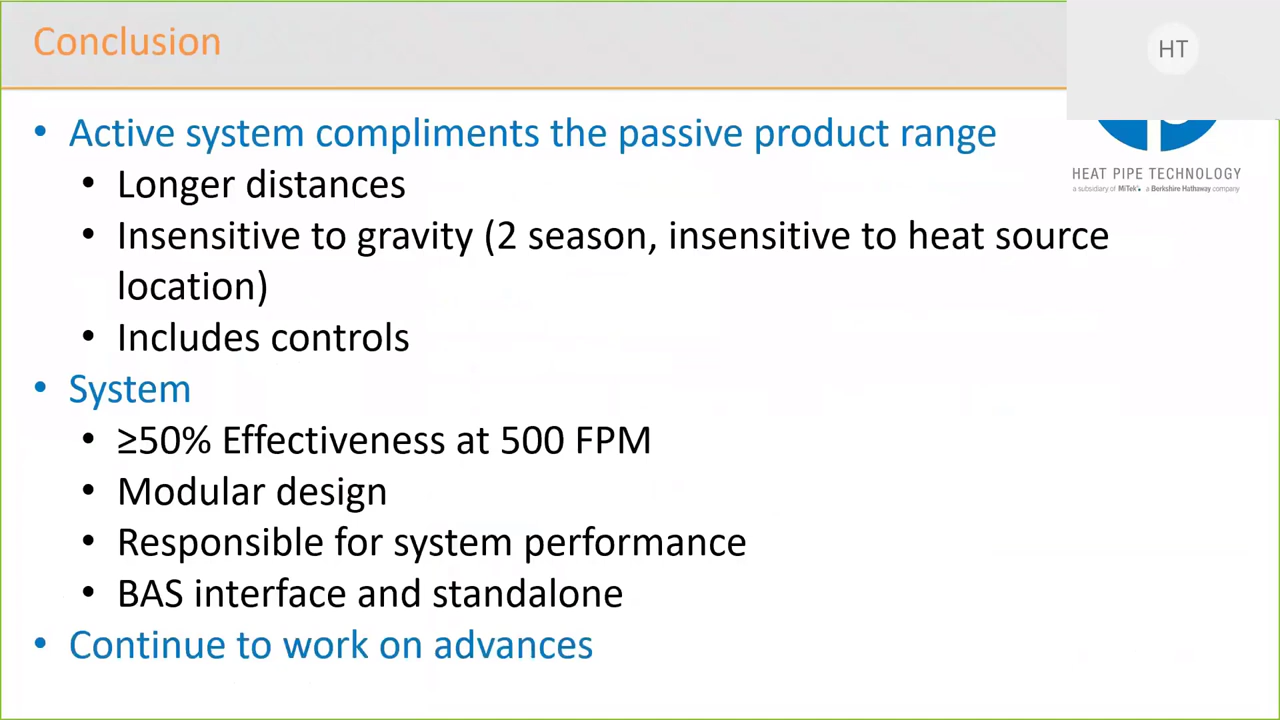 Conclusion
HT
• Active system compliments the passive product range
• Longer distances
HEAT PIPE TECHNOLOGY
a subsidiary of MiTek a Berkshire Hathaway company
• Insensitive to gravity (2 season, insensitive to heat source
location)
• Includes controls
• System
• ≥50% Effectiveness at 500 FPM
• Modular design
• Responsible for system performance
• BAS interface and standalone
• Continue to work on advances